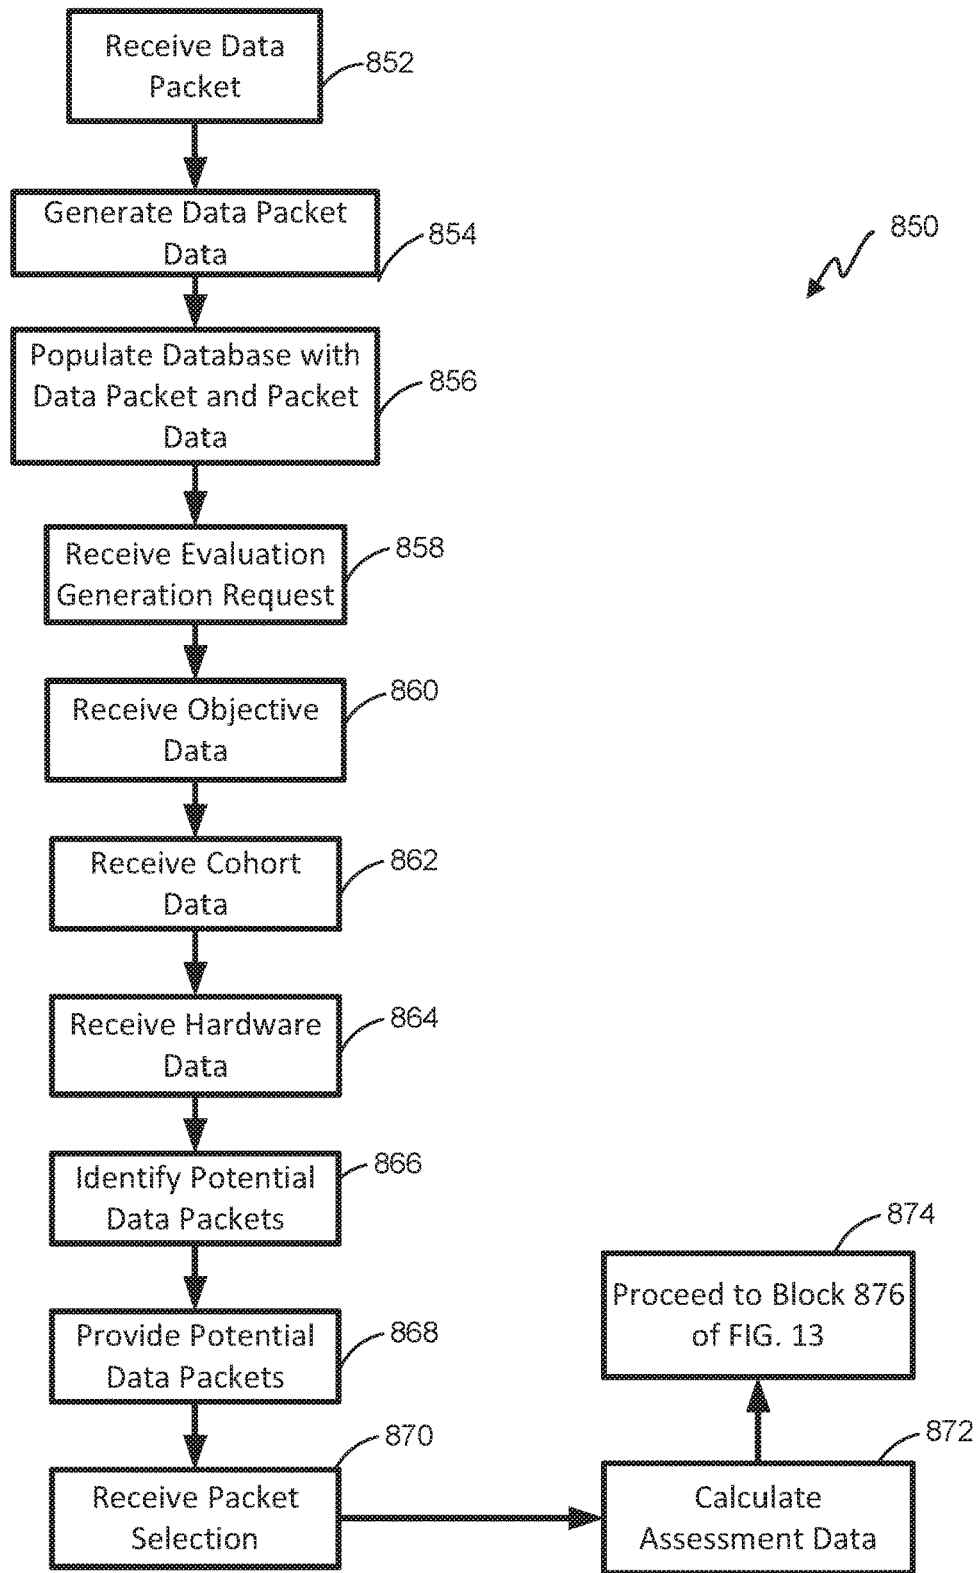 Receive Data
Packet
852
Generate Data Packet
Data
854
850
Populate Database with
Data Packet and Packet
Data
856
Receive Evaluation
Generation Request
858
Receive Objective
Data
860
Receive Cohort
Data
862
Receive Hardware
Data
864
Identify Potential
Data Packets
866
Provide Potential
Data Packets
868
Receive Packet
Selection
870
Calculate
Assessment Data
872
Proceed to Block 876
of FIG. 13
874